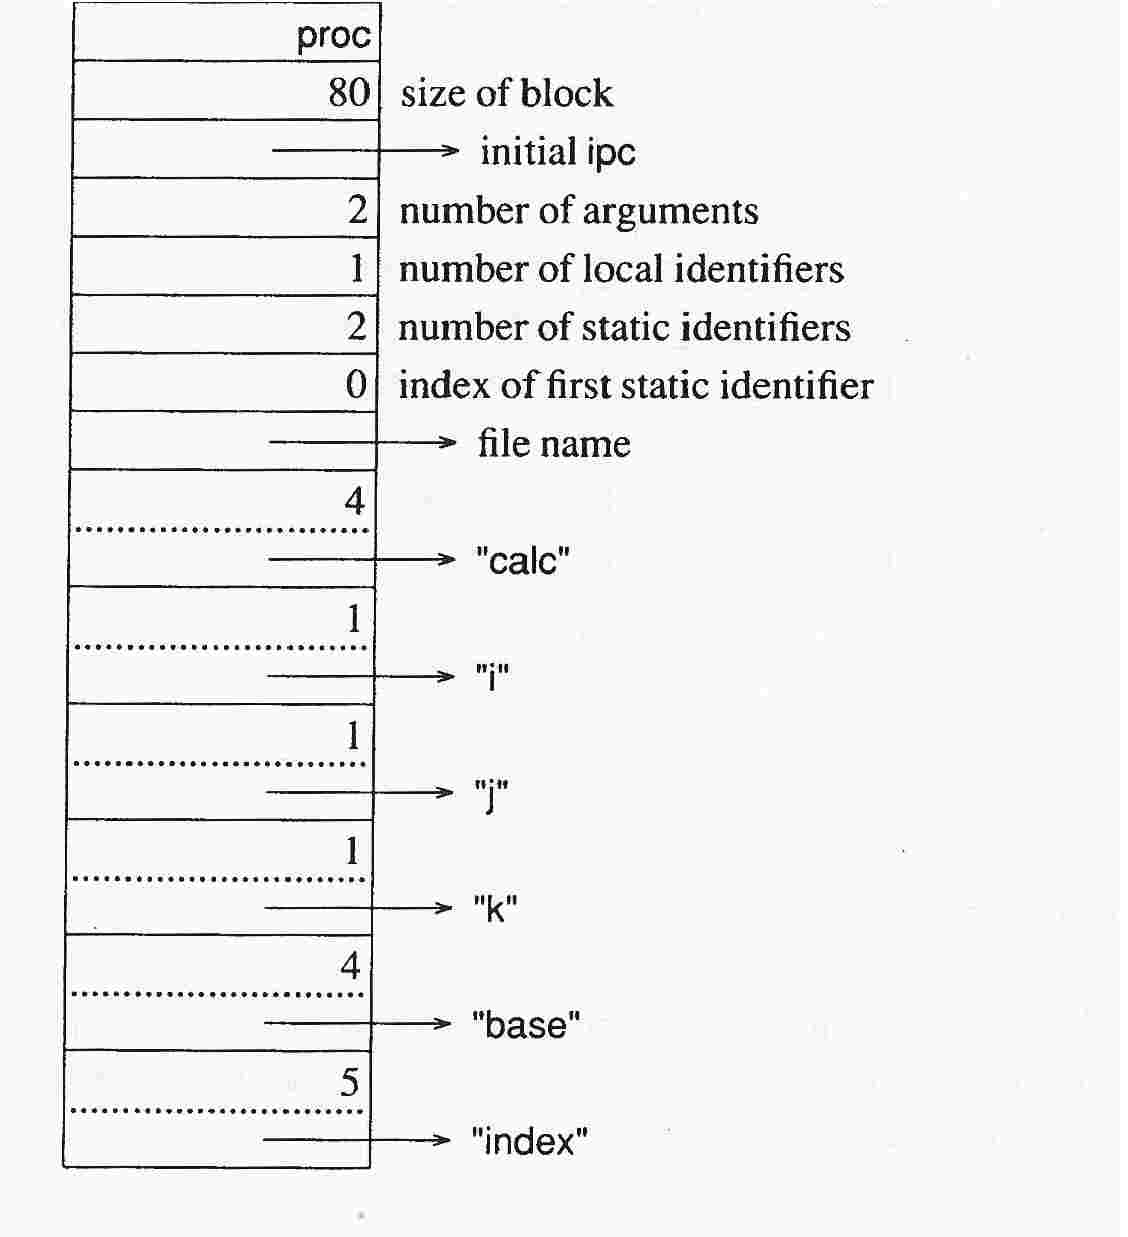 proc
80 size of block
initial ipc
2 number of arguments
1 number of local identifiers
2 number of static identifiers
0 index of first static identifier
file name
4
"calc"
1
"i"
1
"j"
1
"k"
4
"base"
5
"index"